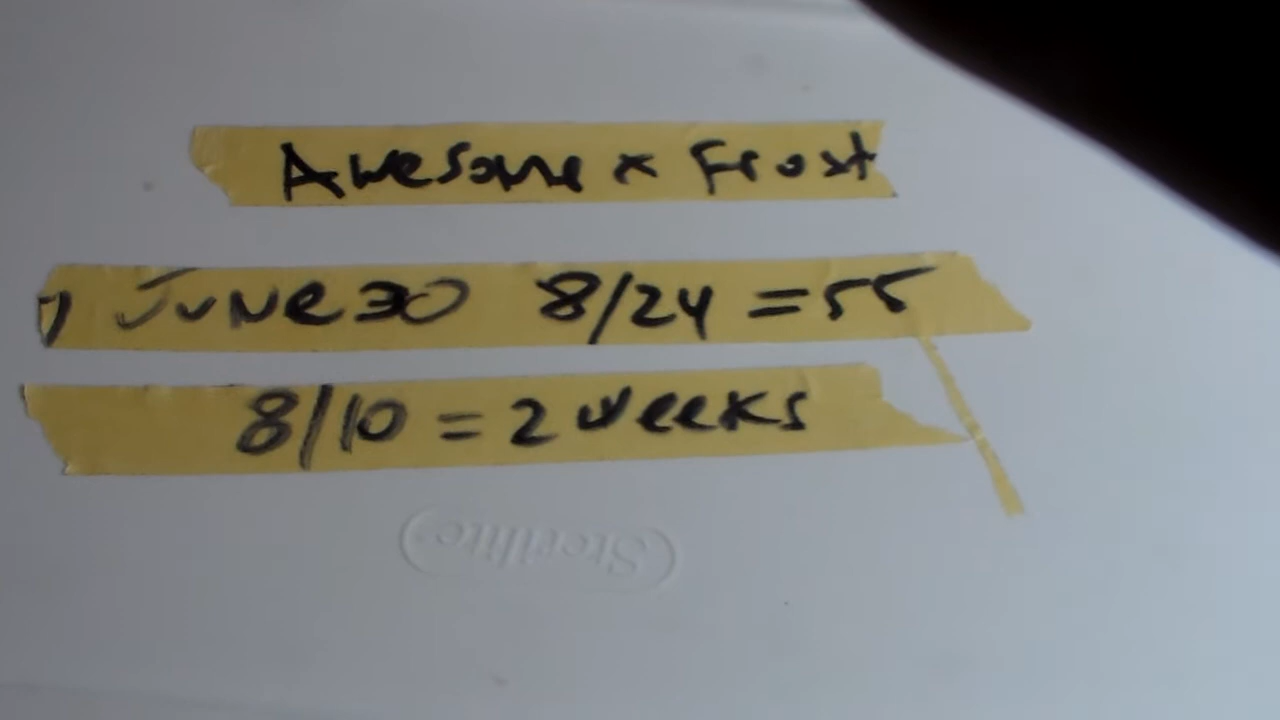 Awesome x Frost
June 30 8/24 = 55
8/10 = 2 weeks
Sterilite